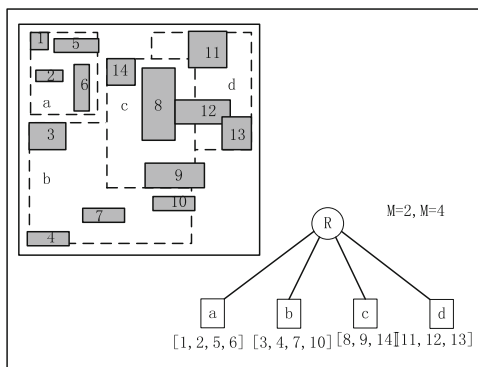 1
5
11
2
6
14
8
d
a
c
12
3
13
b
9
10
7
4
R
M=2, M=4
a
b
c
d
[1, 2, 5, 6] [3, 4, 7, 10] [8, 9, 14] [11, 12, 13]